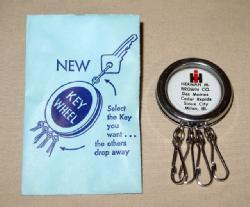 NEW
KEY
WHEEL
Select
the Key
you
want . . .
the others
drop away
HERMAN M.
BROWN CO.
Des Moines
Cedar Rapids
Sioux City
Milan, Ill.